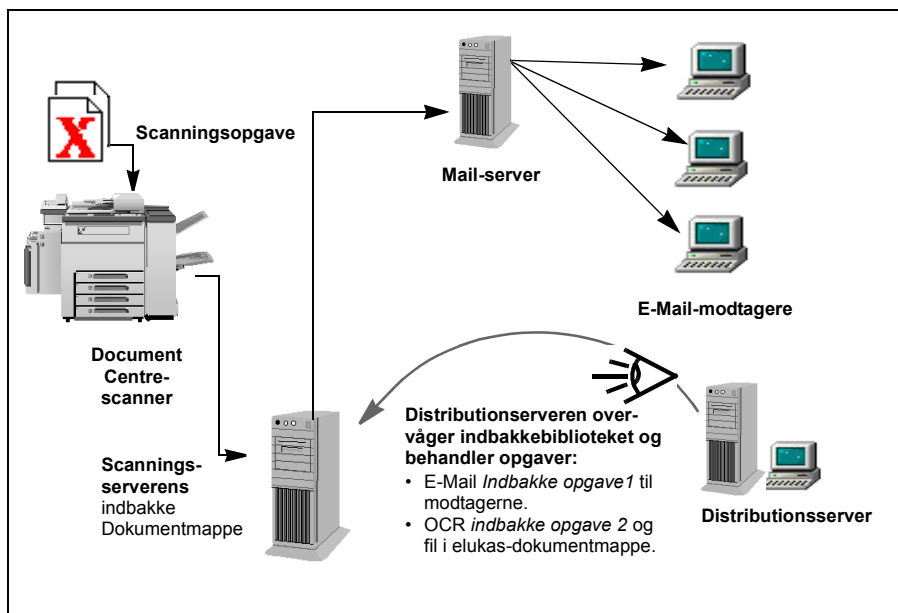 X
Scanningsopgave
Mail-server
E-Mail-modtagere
Document
Centre-
scanner
Scannings-
serverens
indbakke
Dokumentmappe
Distributionserveren over-
våger indbakkebiblioteket og
behandler opgaver:
• E-Mail Indbakke opgave1 til
modtagerne.
• OCR indbakke opgave 2 og
fil i elukas-dokumentmappe.
Distributionsserver